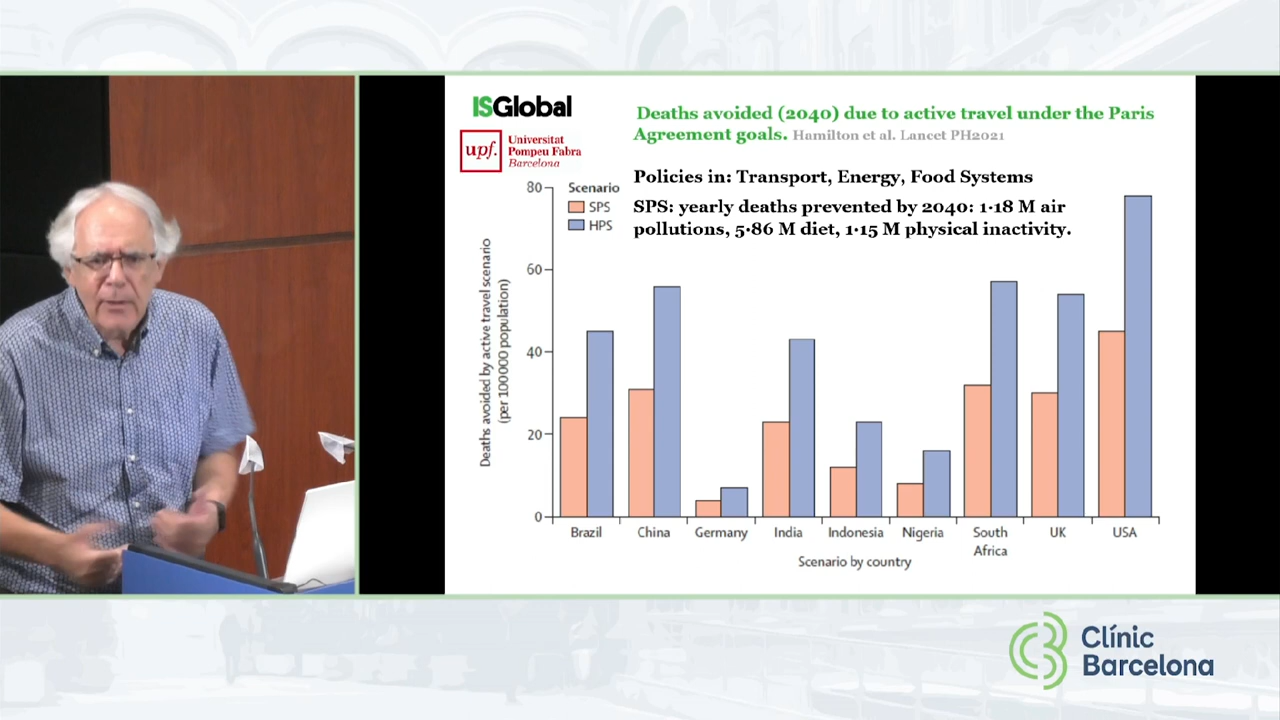 ISGlobal
upf.
Universitat
Pompeu Fabra
Barcelona
Deaths avoided (2040) due to active travel under the Paris
Agreement goals. Hamilton et al. Lancet PH2021
Policies in: Transport, Energy, Food Systems
SPS: yearly deaths prevented by 2040: 1·18 M air
pollutions, 5·86 M diet, 1·15 M physical inactivity.
Scenario
SPS
HPS
Deaths avoided by active travel scenario
(per 100 000 population)
80
60
40
20
0
Brazil
China
Germany
India
Indonesia
Nigeria
South
Africa
UK
USA
Scenario by country
Clínic
Barcelona